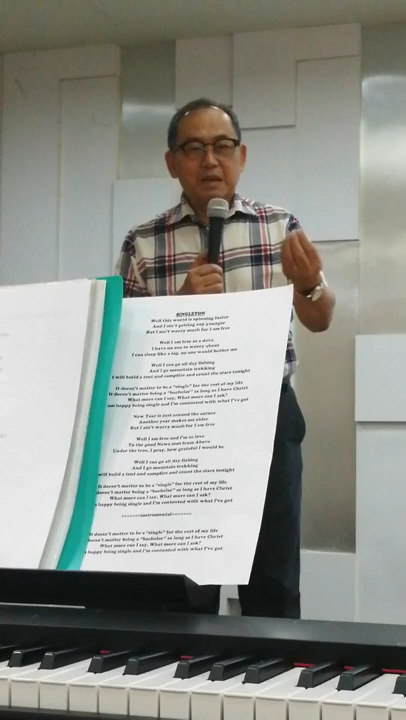 SINGLETON
Well this world is spinning faster
And I ain't getting any younger
But I ain't worry much for I am free
Well I am free as a dove
I have no one to worry about
I can sleep like a log, no one would bother me
Well I can go all day fishing
And I go mountain trekking
I will build a tent and campfire and count the stars tonight
It doesn't matter to be a "single" for the rest of my life
It doesn't matter being a "bachelor" as long as I have Christ
What more can I say, What more can I ask?
am happy being single and I'm contented with what I've got
New Year is just around the corner
Another year makes me older
But I ain't worry much for I am free
Well I am free and I'm in love
To the good News sent from Above
Under the tree, I pray, how grateful I would be
Well I can go all day fishing
And I go mountain trekking
will build a tent and campfire and count the stars tonight
It doesn't matter to be a "single" for the rest of my life
doesn't matter being a "bachelor" as long as I have Christ
What more can I say, What more can I ask?
happy being single and I'm contented with what I've got
=======instrumental=======
It doesn't matter to be a "single" for the rest of my life
doesn't matter being a "bachelor" as long as I have Christ
What more can I say, What more can I ask?
happy being single and I'm contented with what I've got